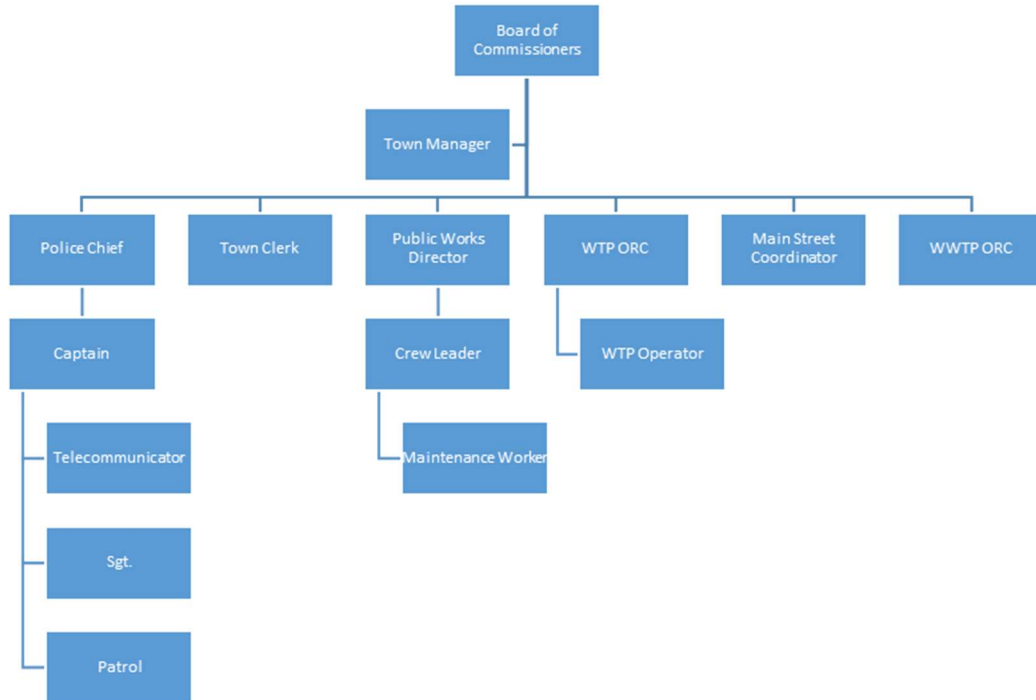 Board of
Commissioners
Town Manager
Police Chief
Town Clerk
Public Works
Director
WTP ORC
Main Street
Coordinator
WWTP ORC
Captain
Crew Leader
WTP Operator
Telecommunicator
Maintenance Worker
Sgt.
Patrol